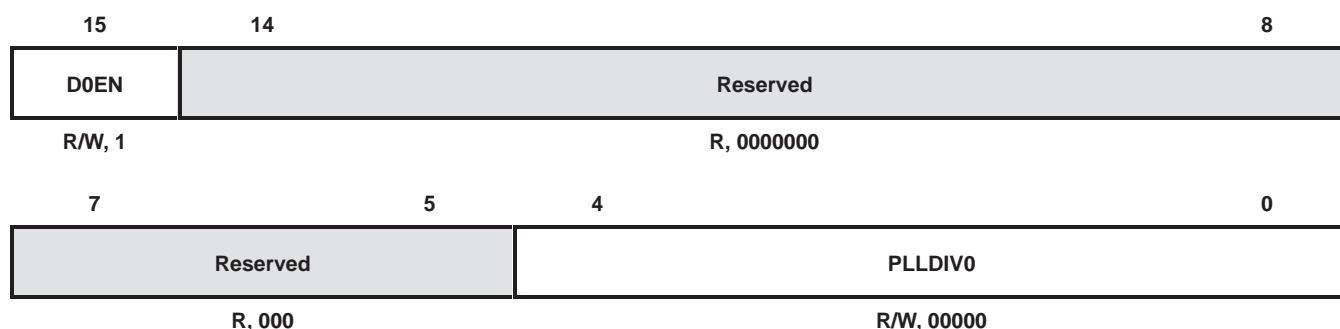 15 14 8
D0EN Reserved
R/W, 1 R, 0000000
7 5 4 0
Reserved PLLDIV0
R, 000 R/W, 00000